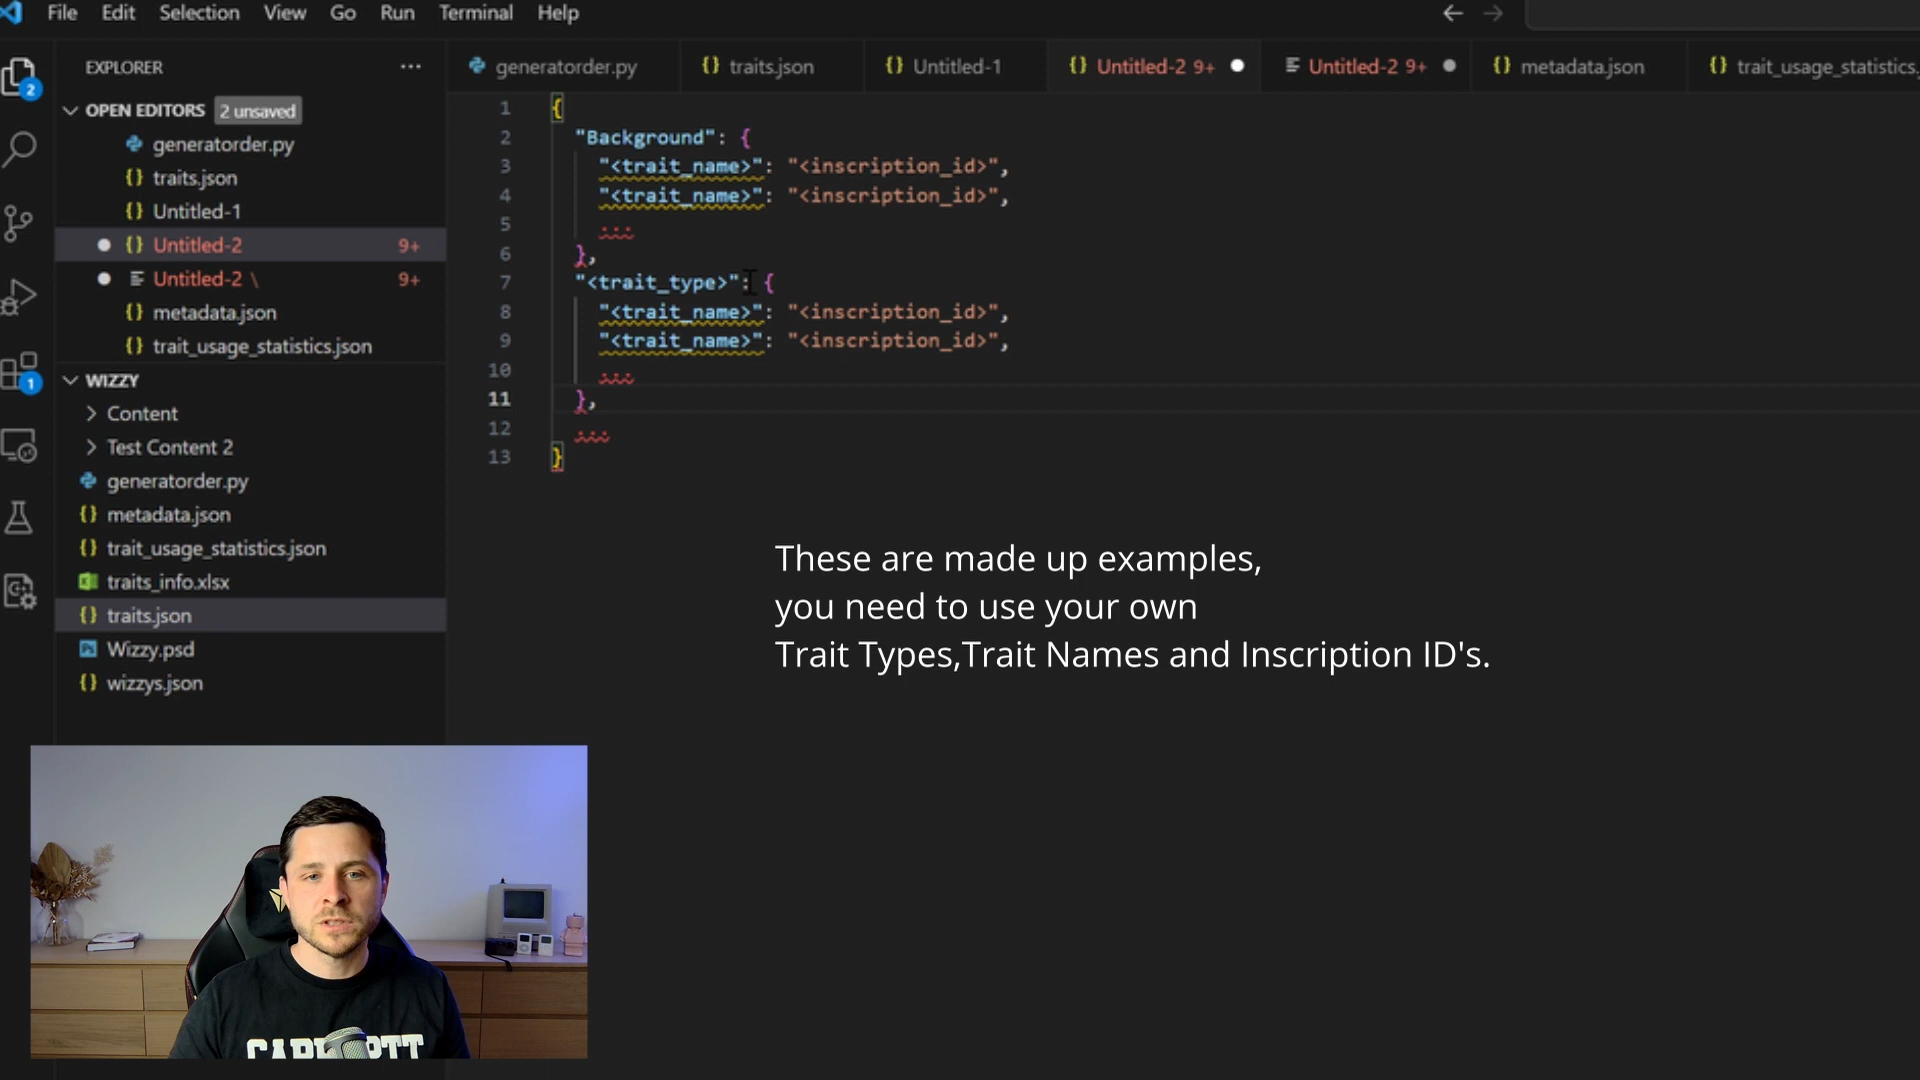 File Edit Selection View Go Run Terminal Help
EXPLORER ...
generatorder.py traits.json Untitled-1 Untitled-2 9+ Untitled-2 9+ metadata.json trait_usage_statistics.
2
OPEN EDITORS 2 unsaved
generatorder.py
traits.json
Untitled-1
Untitled-2 9+
Untitled-2 \ 9+
metadata.json
trait_usage_statistics.json
1
WIZZY
Content
Test Content 2
generatorder.py
metadata.json
trait_usage_statistics.json
traits_info.xlsx
traits.json
Wizzy.psd
wizzys.json
1 {
2 "Background": {
3 "<trait_name>": "<inscription_id>",
4 "<trait_name>": "<inscription_id>",
5 ...
6 },
7 "<trait_type>": {
8 "<trait_name>": "<inscription_id>",
9 "<trait_name>": "<inscription_id>",
10 ...
11 },
12 ...
13 }
These are made up examples,
you need to use your own
Trait Types,Trait Names and Inscription ID's.